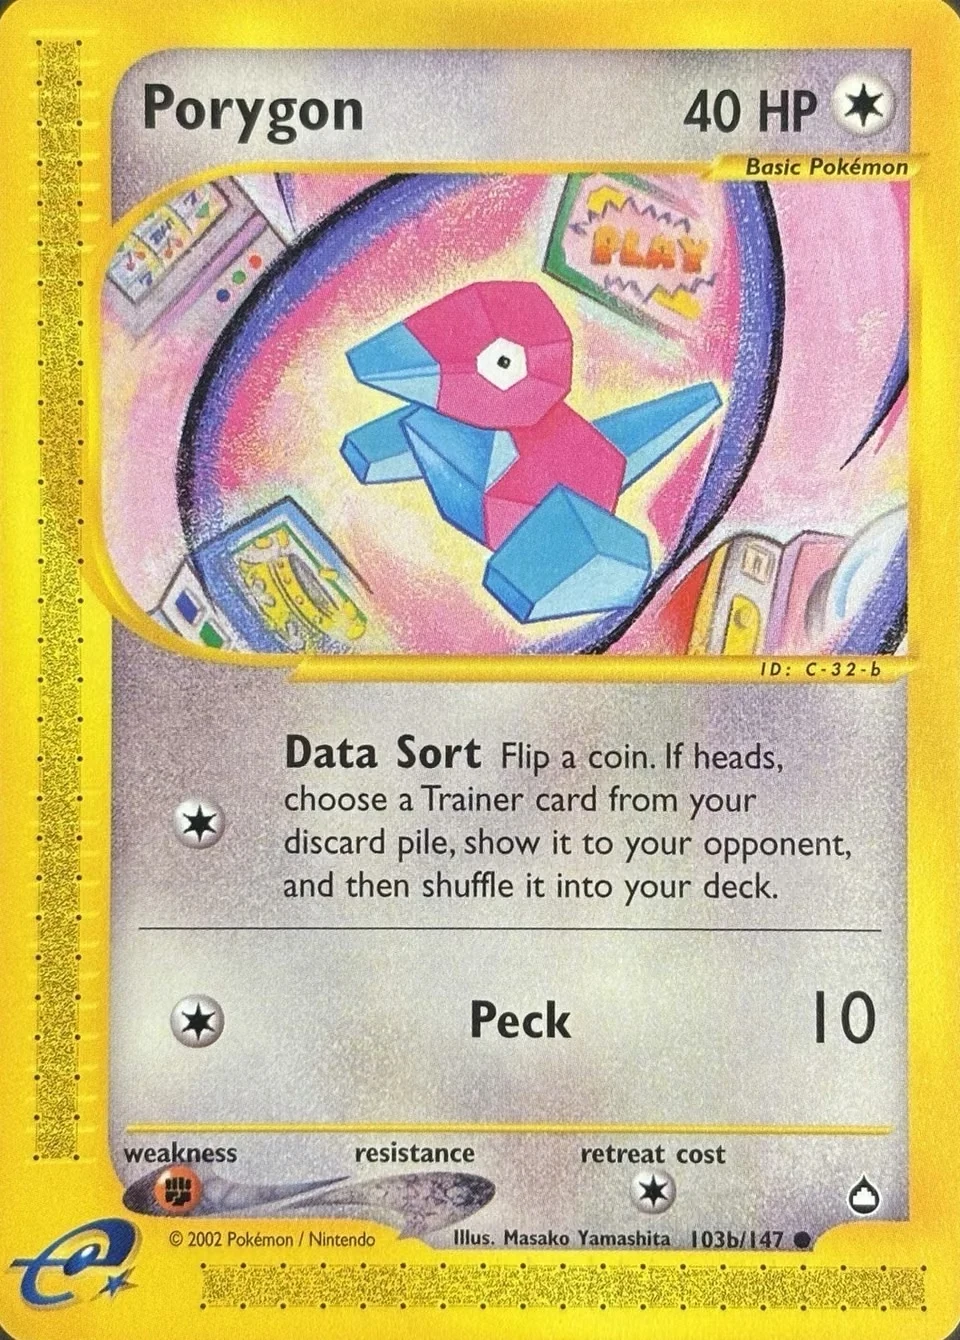 Porygon
40 HP
Basic Pokémon
PLAY
ID: C-32-b
Data Sort Flip a coin. If heads,
choose a Trainer card from your
discard pile, show it to your opponent,
and then shuffle it into your deck.
Peck 10
weakness resistance retreat cost
© 2002 Pokémon / Nintendo Illus. Masako Yamashita 103b/147
e